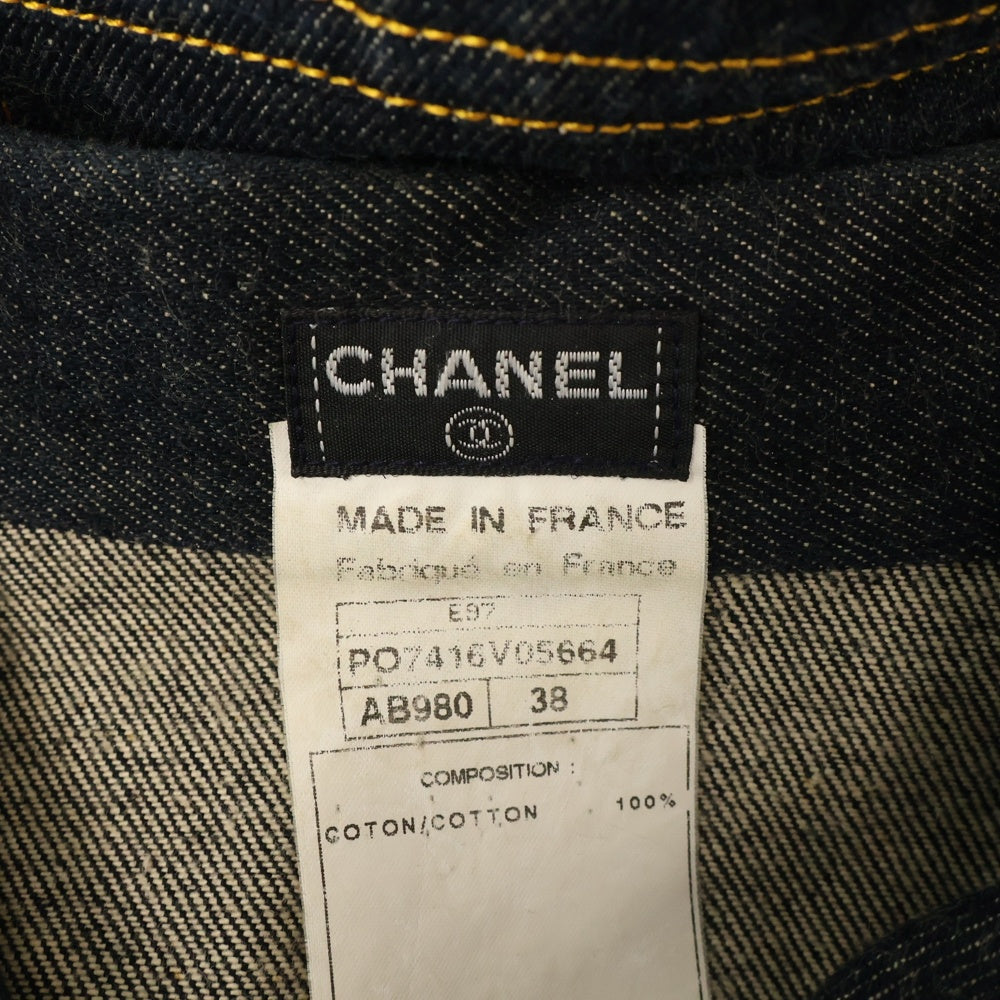 CHANEL
MADE IN FRANCE
Fabriqué en France
E97
PO7416V05664
AB980 38
COMPOSITION :
COTON/COTTON 100%